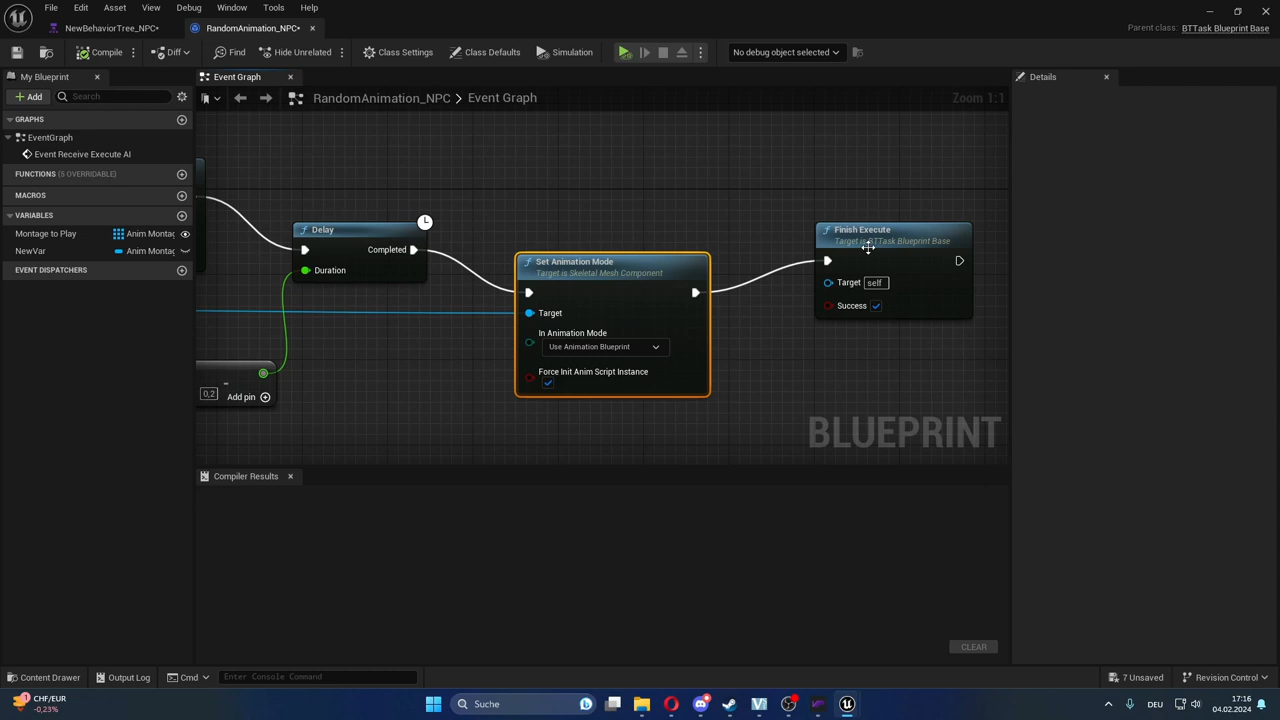 File Edit Asset View Debug Window Tools Help
NewBehaviorTree_NPC*
RandomAnimation_NPC*
Parent class: BTTask Blueprint Base
Compile
Diff
Find
Hide Unrelated
Class Settings
Class Defaults
Simulation
No debug object selected
My Blueprint
Event Graph
Details
Add
Search
RandomAnimation_NPC > Event Graph
Zoom 1:1
GRAPHS
EventGraph
Event Receive Execute AI
FUNCTIONS (5 OVERRIDABLE)
MACROS
VARIABLES
Montage to Play
Anim Montag
NewVar
Anim Montag
EVENT DISPATCHERS
Delay
Completed
Duration
0,2
Add pin
Set Animation Mode
Target is Skeletal Mesh Component
Target
In Animation Mode
Use Animation Blueprint
Force Init Anim Script Instance
Finish Execute
Target is BTTask Blueprint Base
Target self
Success
BLUEPRINT
Compiler Results
CLEAR
Content Drawer
Output Log
Cmd
Enter Console Command
7 Unsaved
Revision Control
1
CHF/EUR
-0,23%
Suche
DEU
17:16
04.02.2024